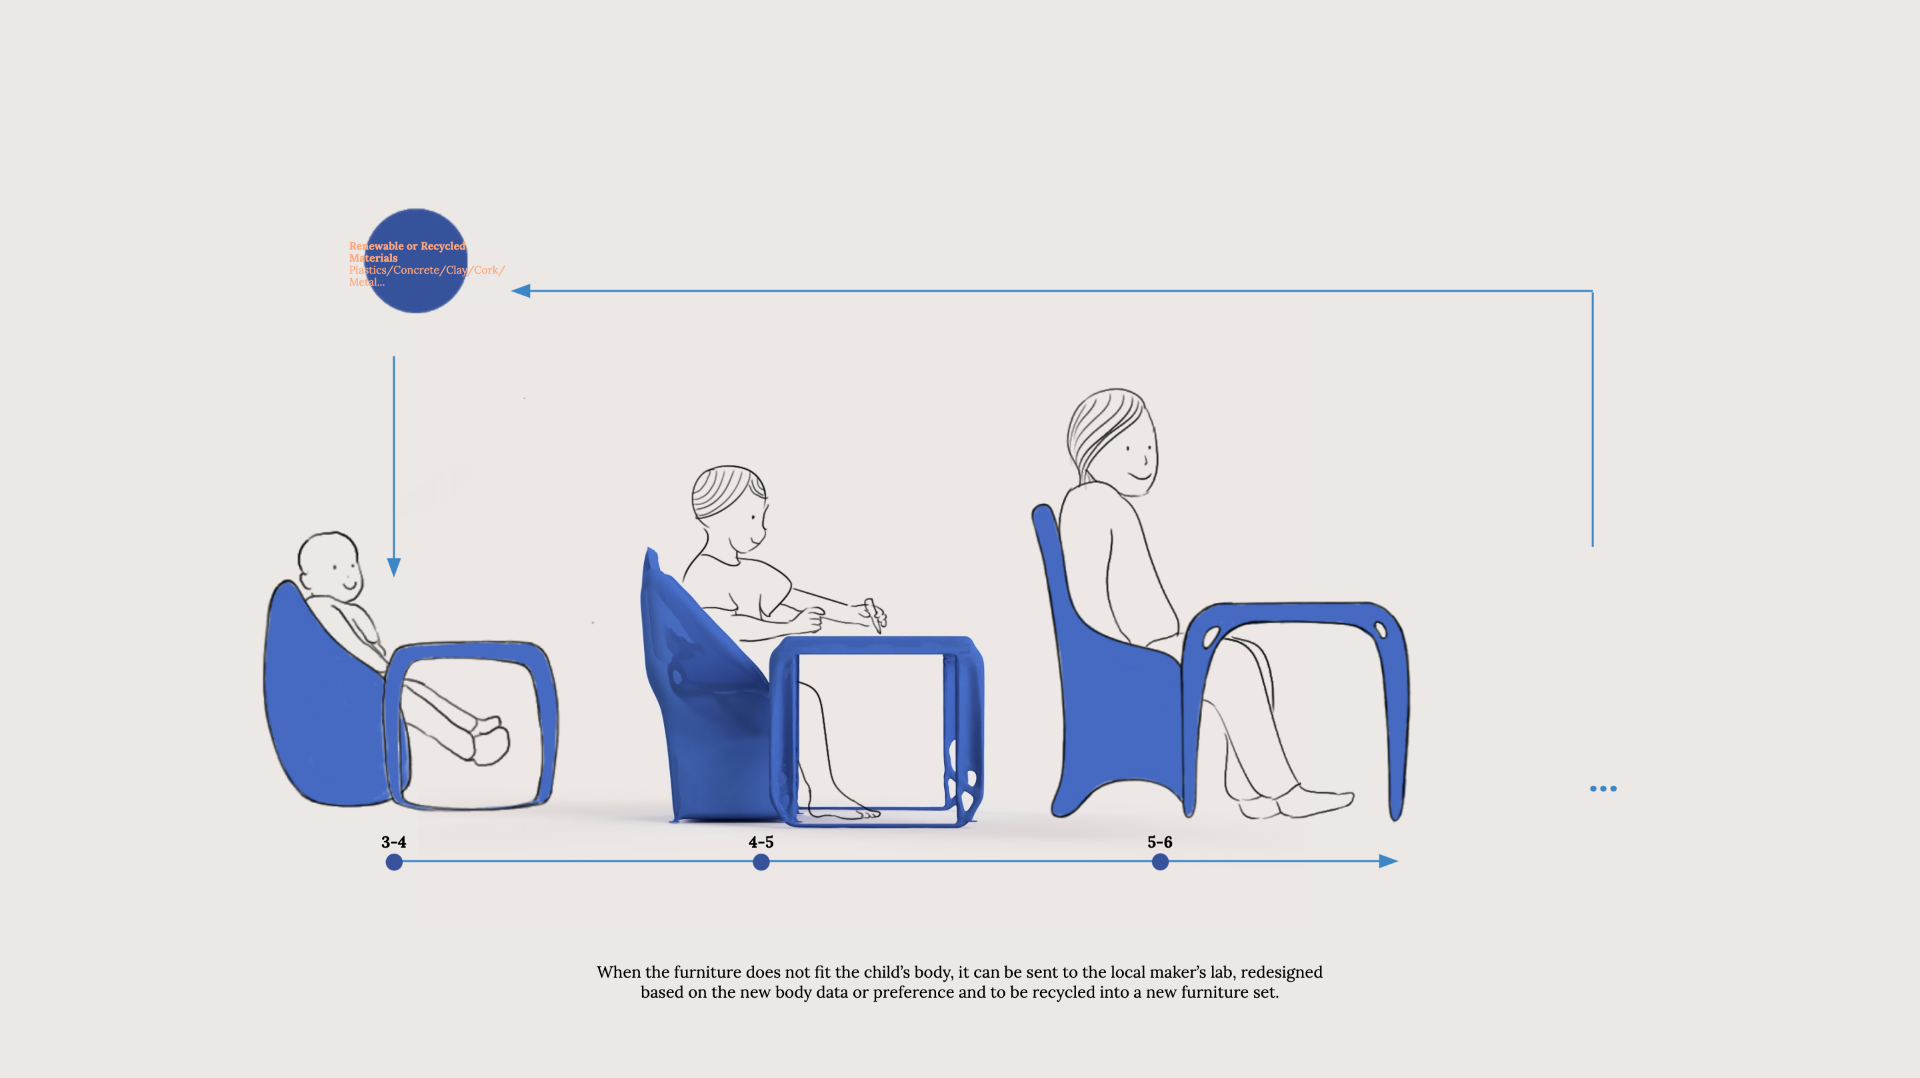 Renewable or Recycled
Materials
Plastics/Concrete/Clay/Cork/
Metal...
3-4
4-5
5-6
When the furniture does not fit the child’s body, it can be sent to the local maker’s lab, redesigned
based on the new body data or preference and to be recycled into a new furniture set.